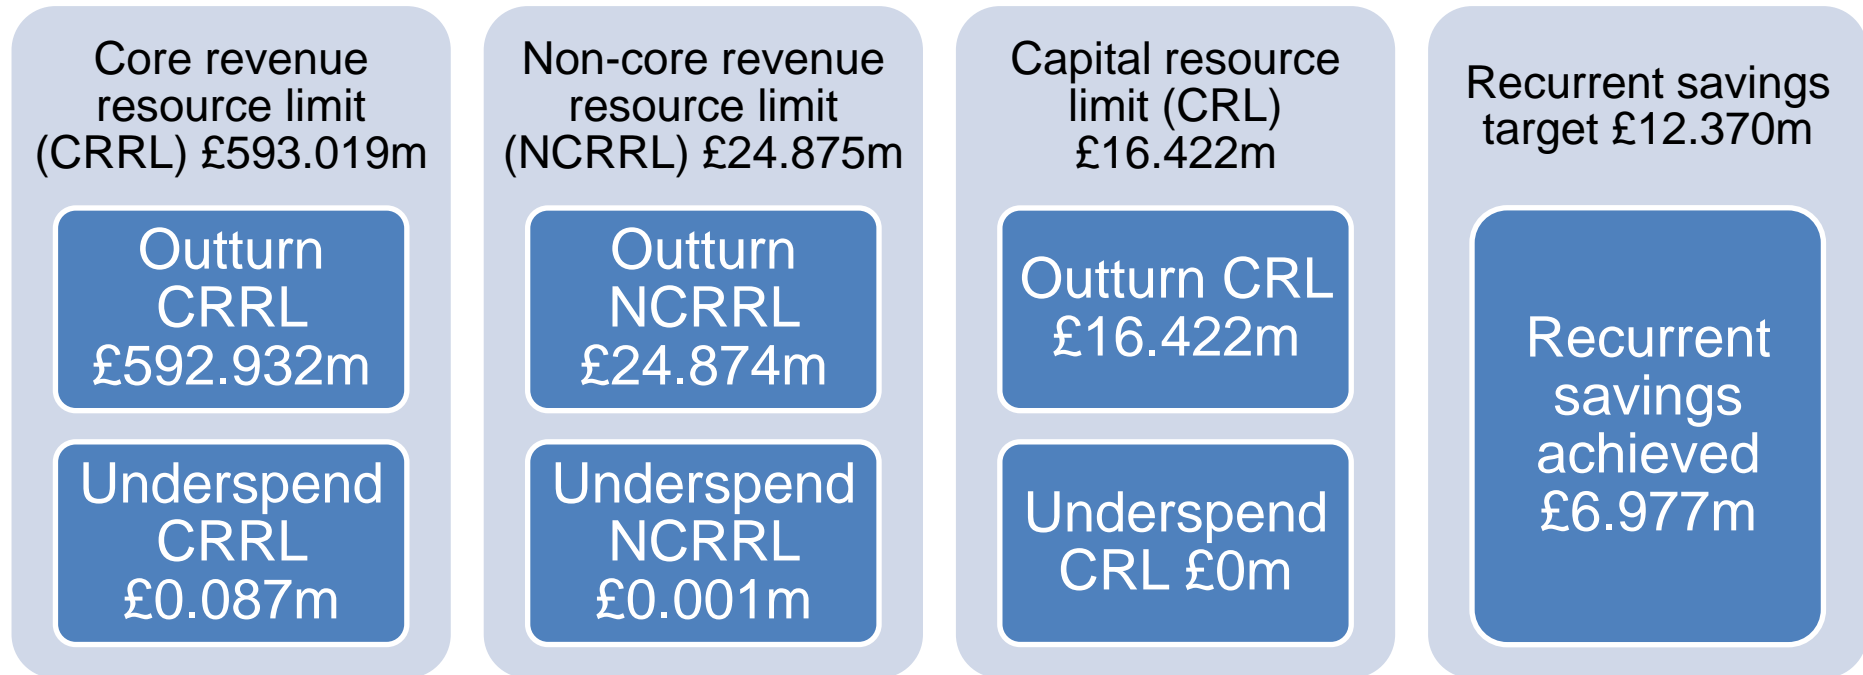 Core revenue
resource limit
(CRRL) £593.019m
Outturn
CRRL
£592.932m
Underspend
CRRL
£0.087m
Non-core revenue
resource limit
(NCRRL) £24.875m
Outturn
NCRRL
£24.874m
Underspend
NCRRL
£0.001m
Capital resource
limit (CRL)
£16.422m
Outturn CRL
£16.422m
Underspend
CRL £0m
Recurrent savings
target £12.370m
Recurrent
savings
achieved
£6.977m